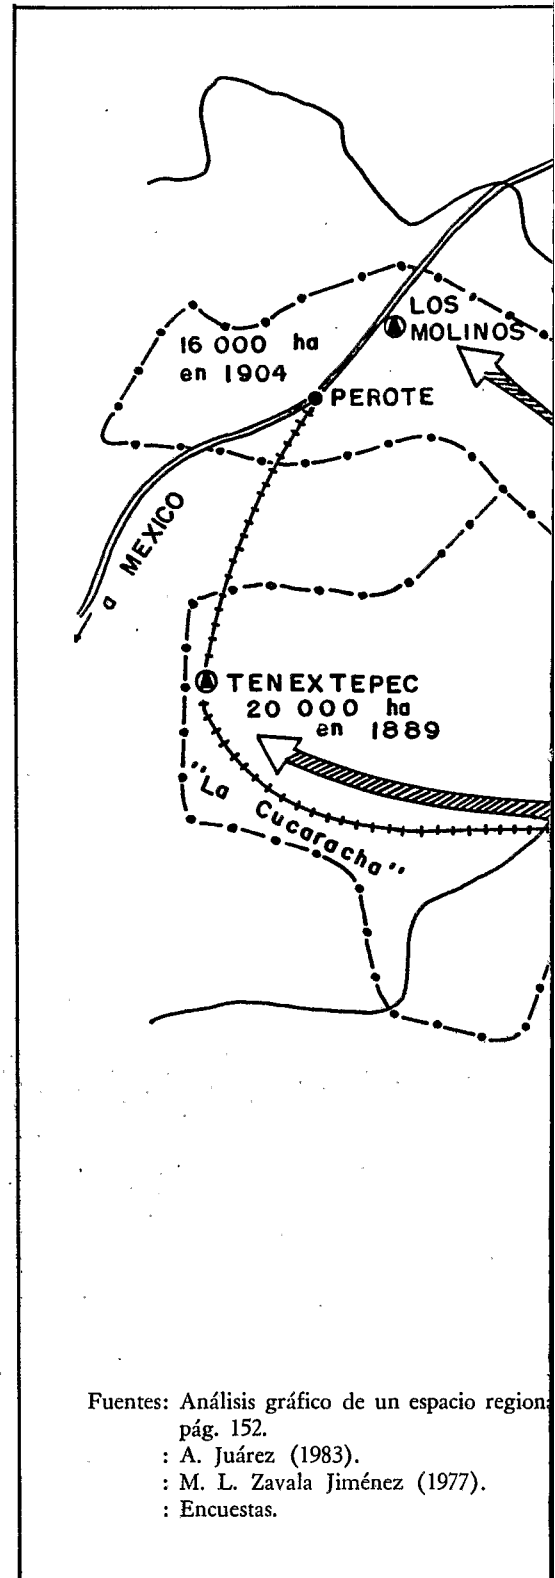 LOS
MOLINOS
16 000 ha
en 1904
PEROTE
a MEXICO
TENEXTEPEC
20 000 ha
en 1889
"La Cucaracha"
Fuentes: Análisis gráfico de un espacio regiona
pág. 152.
: A. Juárez (1983).
: M. L. Zavala Jiménez (1977).
: Encuestas.